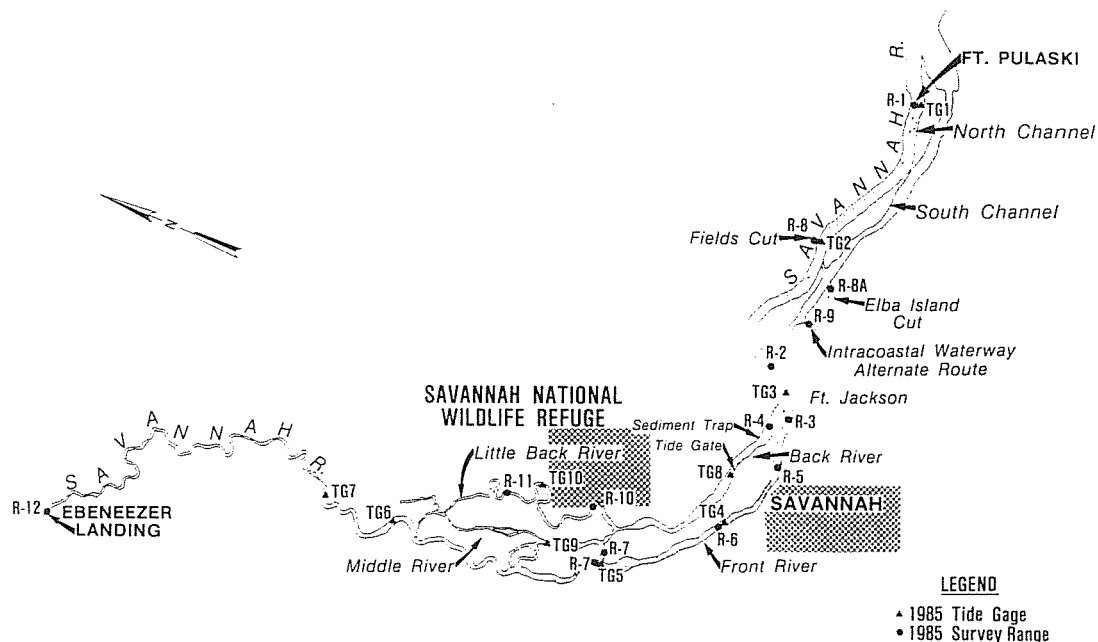 R.
FT. PULASKI
R-1
TG1
North Channel
SAVANNAH
South Channel
R-8
Fields Cut
TG2
R-8A
Elba Island
Cut
R-9
Intracoastal Waterway
Alternate Route
R-2
TG3
Ft. Jackson
N
SAVANNAH NATIONAL
WILDLIFE REFUGE
Sediment Trap
R-4
R-3
Tide Gate
Back River
Little Back River
TG8
R-5
SAVANNAH
R-11
TG10
R-10
TG4
R-6
SAVANNAH R.
TG7
TG6
R-12
EBENEEZER
LANDING
TG9
R-7
R-7
TG5
Middle River
Front River
LEGEND
▲ 1985 Tide Gage
● 1985 Survey Range